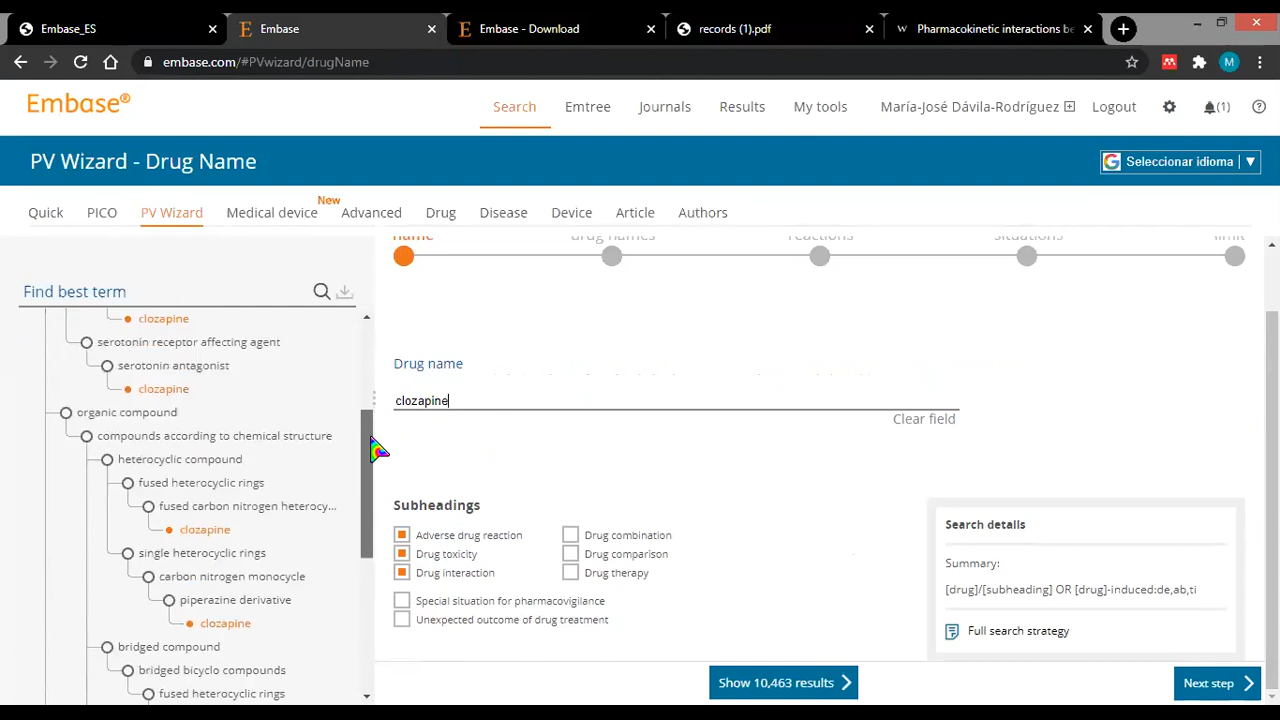 Embase_ES
Embase
Embase - Download
records (1).pdf
W Pharmacokinetic interactions be
embase.com/#PVwizard/drugName
M
Embase®
Search
Emtree
Journals
Results
My tools
María-José Dávila-Rodríguez
Logout
(1)
PV Wizard - Drug Name
Seleccionar idioma
New
Quick
PICO
PV Wizard
Medical device
Advanced
Drug
Disease
Device
Article
Authors
name
drug names
reactions
situations
limit
Find best term
clozapine
serotonin receptor affecting agent
serotonin antagonist
clozapine
organic compound
compounds according to chemical structure
heterocyclic compound
fused heterocyclic rings
fused carbon nitrogen heterocy...
clozapine
single heterocyclic rings
carbon nitrogen monocycle
piperazine derivative
clozapine
bridged compound
bridged bicyclo compounds
fused heterocyclic rings
Drug name
clozapine
Clear field
Subheadings
Adverse drug reaction
Drug toxicity
Drug interaction
Drug combination
Drug comparison
Drug therapy
Special situation for pharmacovigilance
Unexpected outcome of drug treatment
Search details
Summary:
[drug]/[subheading] OR [drug]-induced:de,ab,ti
Full search strategy
Show 10,463 results
Next step